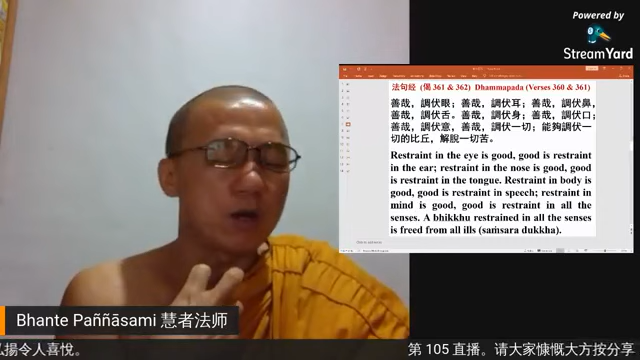 Powered by
StreamYard
法句经 (偈 361 & 362) Dhammapada (Verses 360 & 361)
善哉，調伏眼；善哉，調伏耳；善哉，調伏鼻，
善哉，調伏舌。善哉，調伏身；善哉，調伏口；
善哉，調伏意，善哉，調伏一切；能夠調伏一
切的比丘，解脫一切苦。
Restraint in the eye is good, good is restraint
in the ear; restraint in the nose is good, good
is restraint in the tongue. Restraint in body is
good, good is restraint in speech; restraint in
mind is good, good is restraint in all the
senses. A bhikkhu restrained in all the senses
is freed from all ills (saṁsara dukkha).
Bhante Paññāsami 慧者法师
揚令人喜悅。
第 105 直播。请大家慷慨大方按分享